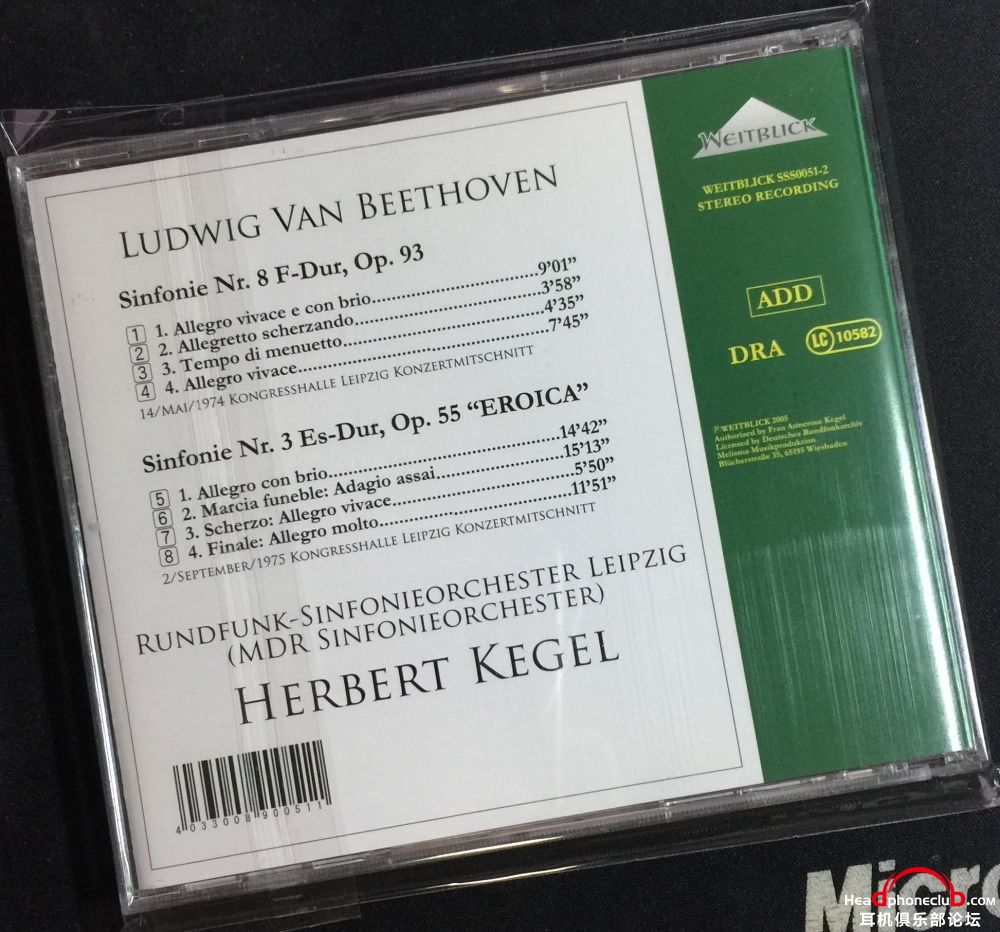 LUDWIG VAN BEETHOVEN
Sinfonie Nr. 8 F-Dur, Op. 93
1 1. Allegro vivace e con brio........................9'01"
2 2. Allegretto scherzando........................3'58"
3 3. Tempo di menuetto........................4'35"
4 4. Allegro vivace........................7'45"
14/MAI/1974 KONGRESSHALLE LEIPZIG KONZERTMITSCHNITT
Sinfonie Nr. 3 Es-Dur, Op. 55 “EROICA”
5 1. Allegro con brio........................14'42"
6 2. Marcia funeble: Adagio assai........................15'13"
7 3. Scherzo: Allegro vivace........................5'50"
8 4. Finale: Allegro molto........................11'51"
2/SEPTEMBER/1975 KONGRESSHALLE LEIPZIG KONZERTMITSCHNITT
RUNDFUNK-SINFONIEORCHESTER LEIPZIG
(MDR SINFONIEORCHESTER)
HERBERT KEGEL
4033008900511
WEITBLICK
WEITBLICK SSS0051-2
STEREO RECORDING
ADD
DRA LC 10582
P.WEITBLICK 2005
Authorized by Frau Annerose Kegel
Licensed by Deutsches Rundfunkarchiv
Melisma Musikproduktion
Blücherstraße 35, 65195 Wiesbaden
Micro
Headphoneclub.com
耳机俱乐部论坛